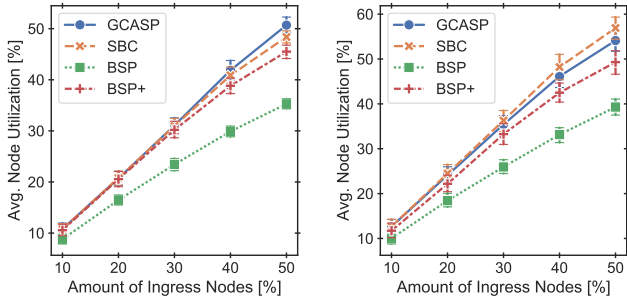 Avg. Node Utilization [%]
50
40
30
20
10
GCASP
SBC
BSP
BSP+
10 20 30 40 50
Amount of Ingress Nodes [%]
Avg. Node Utilization [%]
60
50
40
30
20
10
GCASP
SBC
BSP
BSP+
10 20 30 40 50
Amount of Ingress Nodes [%]